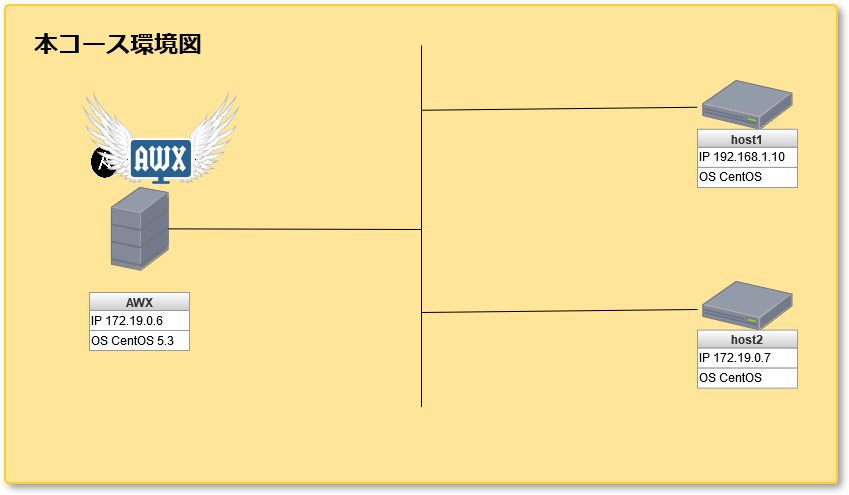 本コース環境図
AWX
AWX
IP 172.19.0.6
OS CentOS 5.3
host1
IP 192.168.1.10
OS CentOS
host2
IP 172.19.0.7
OS CentOS